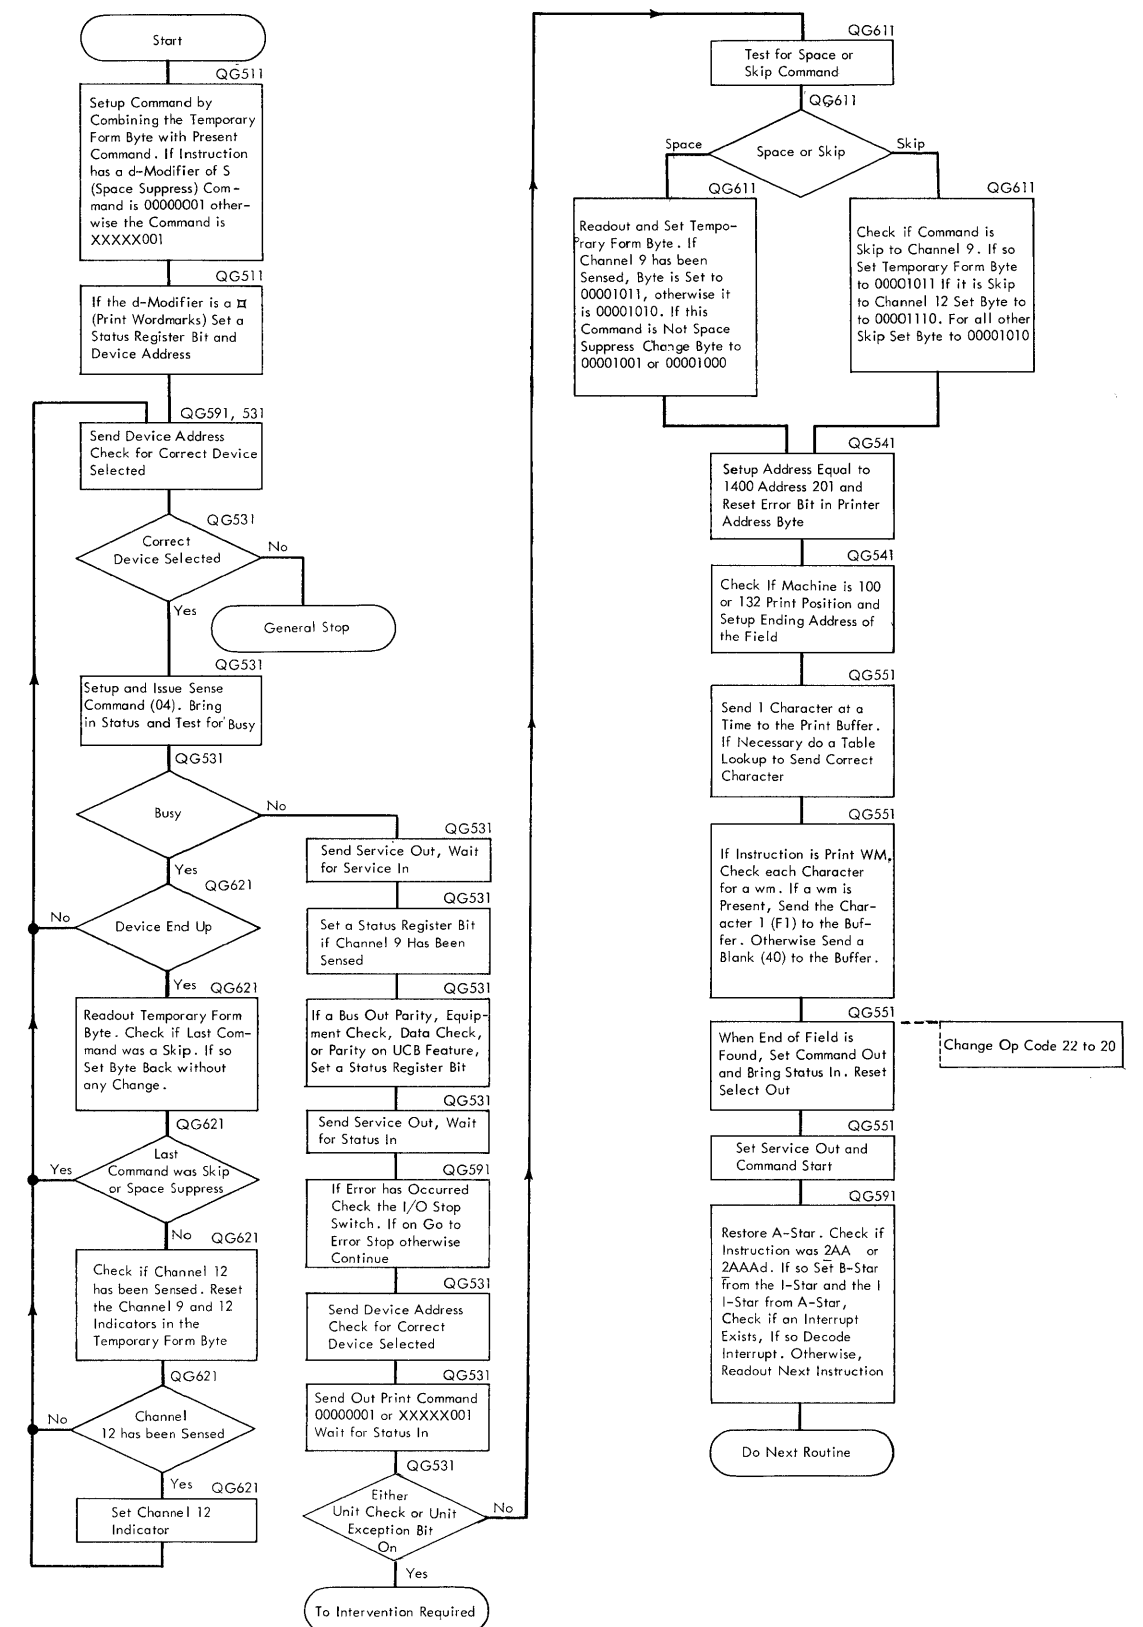 Start
QG511
Setup Command by
Combining the Temporary
Form Byte with Present
Command. If Instruction
has a d-Modifier of S
(Space Suppress) Com-
mand is 00000001 other-
wise the Command is
XXXXX001
QG511
If the d-Modifier is a ⌑
(Print Wordmarks) Set a
Status Register Bit and
Device Address
QG591, 531
Send Device Address
Check for Correct Device
Selected
QG531
Correct
Device Selected
No
Yes
General Stop
QG531
Setup and Issue Sense
Command (04). Bring
in Status and Test for Busy
QG531
Busy
No
Yes
QG621
Device End Up
No
Yes
QG621
Readout Temporary Form
Byte. Check if Last Com-
mand was a Skip. If so
Set Byte Back without
any Change.
QG621
Last
Command was Skip
or Space Suppress
Yes
No
QG621
Check if Channel 12
has been Sensed. Reset
the Channel 9 and 12
Indicators in the
Temporary Form Byte
QG621
Channel
12 has been Sensed
No
Yes
QG621
Set Channel 12
Indicator
QG531
Send Service Out, Wait
for Service In
QG531
Set a Status Register Bit
if Channel 9 Has Been
Sensed
QG531
If a Bus Out Parity, Equip-
ment Check, Data Check,
or Parity on UCB Feature,
Set a Status Register Bit
QG531
Send Service Out, Wait
for Status In
QG591
If Error has Occurred
Check the I/O Stop
Switch. If on Go to
Error Stop otherwise
Continue
QG531
Send Device Address
Check for Correct
Device Selected
QG531
Send Out Print Command
00000001 or XXXXX001
Wait for Status In
QG531
Either
Unit Check or Unit
Exception Bit
On
No
Yes
To Intervention Required
QG611
Test for Space or
Skip Command
QG611
Space or Skip
Space
Skip
QG611
Readout and Set Tempo-
rary Form Byte. If
Channel 9 has been
Sensed, Byte is Set to
00001011, otherwise it
is 00001010. If this
Command is Not Space
Suppress Change Byte to
00001001 or 00001000
QG611
Check if Command is
Skip to Channel 9. If so
Set Temporary Form Byte
to 00001011 If it is Skip
to Channel 12 Set Byte to
to 00001110. For all other
Skip Set Byte to 00001010
QG541
Setup Address Equal to
1400 Address 201 and
Reset Error Bit in Printer
Address Byte
QG541
Check If Machine is 100
or 132 Print Position and
Setup Ending Address of
the Field
QG551
Send 1 Character at a
Time to the Print Buffer.
If Necessary do a Table
Lookup to Send Correct
Character
QG551
If Instruction is Print WM,
Check each Character
for a wm. If a wm is
Present, Send the Char-
acter 1 (F1) to the Buf-
fer. Otherwise Send a
Blank (40) to the Buffer.
QG551
When End of Field is
Found, Set Command Out
and Bring Status In. Reset
Select Out
Change Op Code 22 to 20
QG551
Set Service Out and
Command Start
QG591
Restore A-Star. Check if
Instruction was 2AA or
2AAAd. If so Set B-Star
from the I-Star and the I
I-Star from A-Star,
Check if an Interrupt
Exists, If so Decode
Interrupt. Otherwise,
Readout Next Instruction
Do Next Routine